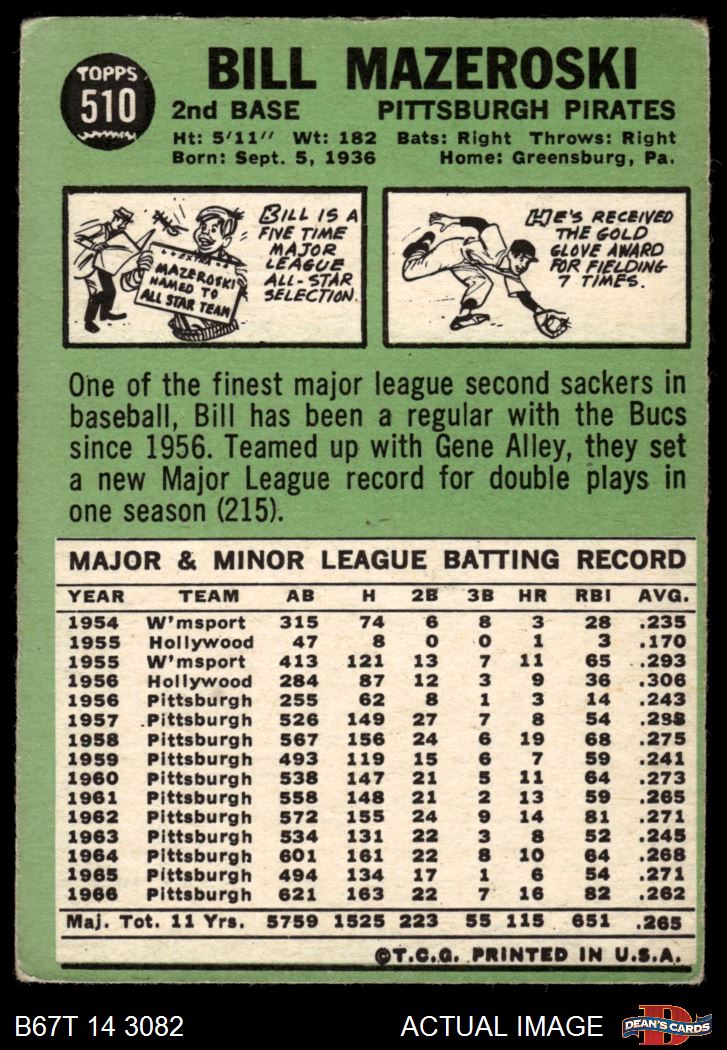 TOPPS
510
BILL MAZEROSKI
2nd BASE PITTSBURGH PIRATES
Ht: 5'11" Wt: 182 Bats: Right Throws: Right
Born: Sept. 5, 1936 Home: Greensburg, Pa.
EXTRA
MAZEROSKI
NAMED TO
ALL STAR TEAM
BILL IS A
FIVE TIME
MAJOR
LEAGUE
ALL-STAR
SELECTION.
HE'S RECEIVED
THE GOLD
GLOVE AWARD
FOR FIELDING
7 TIMES.
One of the finest major league second sackers in
baseball, Bill has been a regular with the Bucs
since 1956. Teamed up with Gene Alley, they set
a new Major League record for double plays in
one season (215).
MAJOR & MINOR LEAGUE BATTING RECORD
YEAR TEAM AB H 2B 3B HR RBI AVG.
1954 W'msport 315 74 6 8 3 28 .235
1955 Hollywood 47 8 0 0 1 3 .170
1955 W'msport 413 121 13 7 11 65 .293
1956 Hollywood 284 87 12 3 9 36 .306
1956 Pittsburgh 255 62 8 1 3 14 .243
1957 Pittsburgh 526 149 27 7 8 54
1958 Pittsburgh 567 156 24 6 19 68 .275
1959 Pittsburgh 493 119 15 6 7 59 .241
1960 Pittsburgh 538 147 21 5 11 64 .273
1961 Pittsburgh 558 148 21 2 13 59 .265
1962 Pittsburgh 572 155 24 9 14 81 .271
1963 Pittsburgh 534 131 22 3 8 52 .245
1964 Pittsburgh 601 161 22 8 10 64 .268
1965 Pittsburgh 494 134 17 1 6 54 .271
1966 Pittsburgh 621 163 22 7 16 82 .262
Maj. Tot. 11 Yrs. 5759 1525 223 55 115 651 .265
©T.C.G. PRINTED IN U.S.A.
B67T 14 3082 ACTUAL IMAGE
D
DEAN'S CARDS